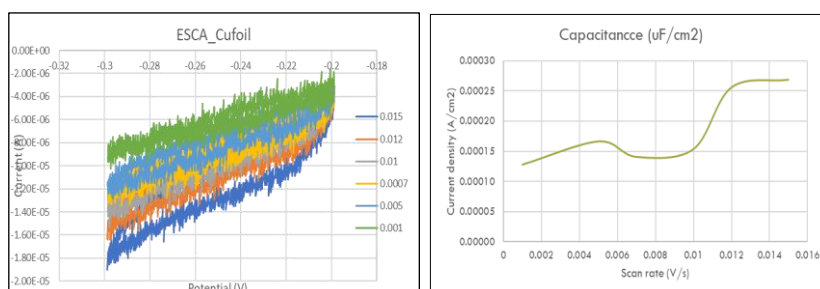 ESCA_Cufoil
0.00E+00
-0.32
-0.3
-0.28
-0.26
-0.24
-0.22
-0.2
-0.18
-2.00E-06
-4.00E-06
-6.00E-06
-8.00E-06
-1.00E-05
-1.20E-05
-1.40E-05
-1.60E-05
-1.80E-05
-2.00E-05
Potential (V)
0.015
0.012
0.01
0.0007
0.005
0.001
Capacitancce (uF/cm2)
Current density (A/cm2)
0.00030
0.00025
0.00020
0.00015
0.00010
0.00005
0.00000
0
0.002
0.004
0.006
0.008
0.01
0.012
0.014
0.016
Scan rate (V/s)